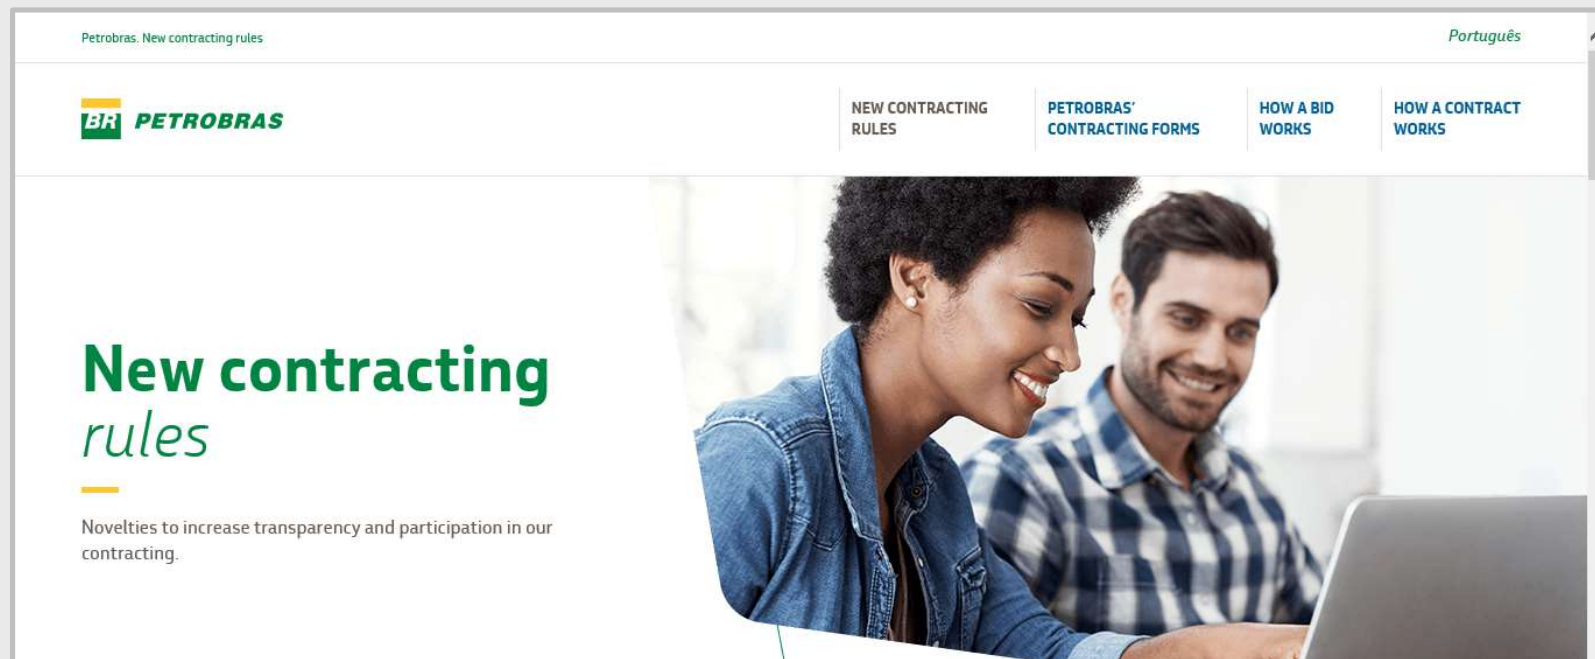 Petrobras. New contracting rules
Português
BR PETROBRAS
NEW CONTRACTING
RULES
PETROBRAS'
CONTRACTING FORMS
HOW A BID
WORKS
HOW A CONTRACT
WORKS
New contracting
rules
Novelties to increase transparency and participation in our
contracting.